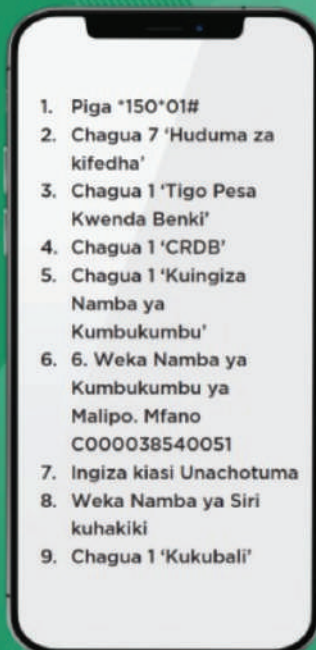 1. Piga *150*01#
2. Chagua 7 ‘Huduma za
kifedha’
3. Chagua 1 ‘Tigo Pesa
Kwenda Benki’
4. Chagua 1 ‘CRDB’
5. Chagua 1 ‘Kuingiza
Namba ya
Kumbukumbu’
6. 6. Weka Namba ya
Kumbukumbu ya
Malipo. Mfano
C000038540051
7. Ingiza kiasi Unachotuma
8. Weka Namba ya Siri
kuhakiki
9. Chagua 1 ‘Kukubali’